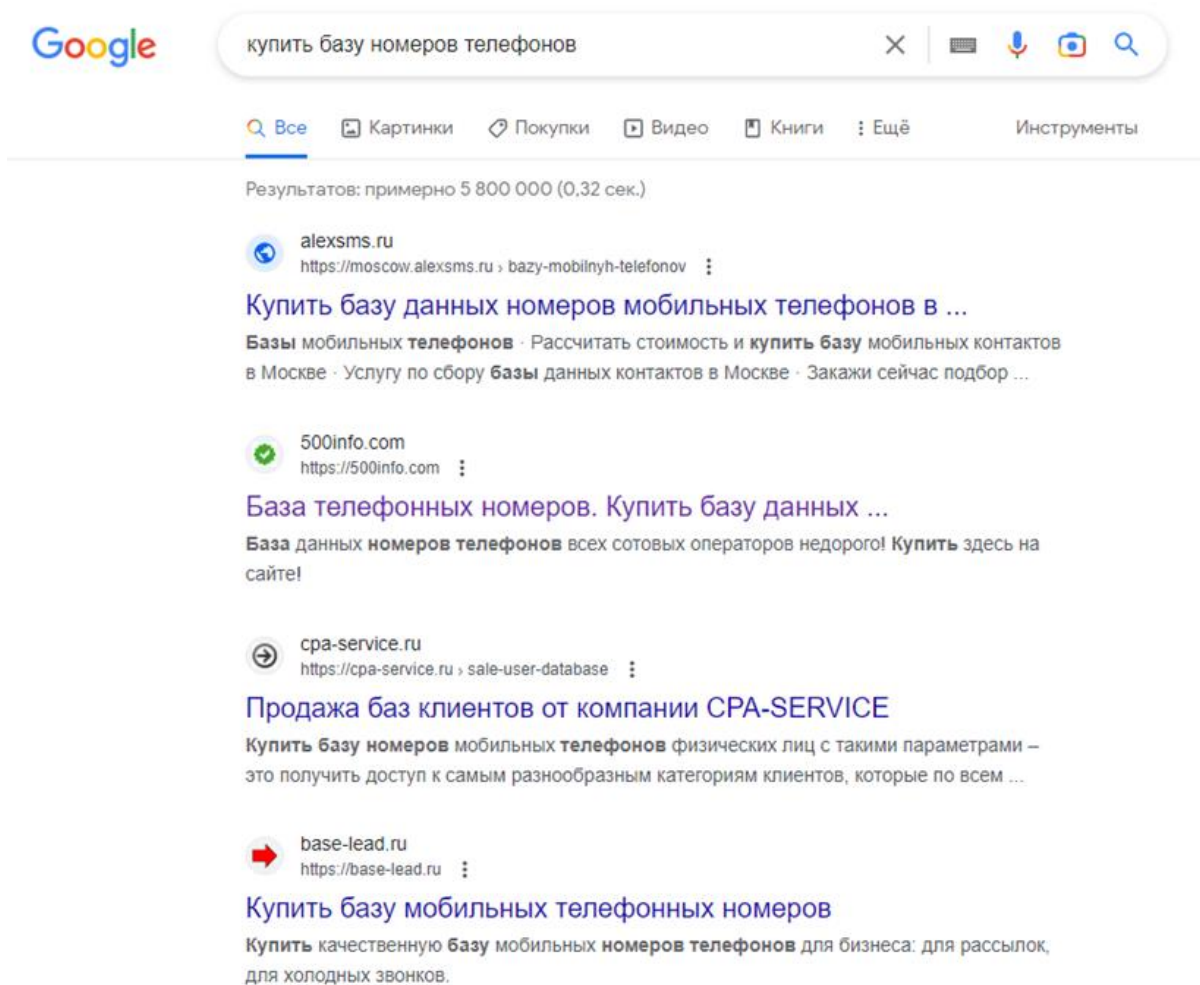 Google
купить базу номеров телефонов
Все Картинки Покупки Видео Книги Ещё Инструменты
Результатов: примерно 5 800 000 (0,32 сек.)
alexsms.ru
https://moscow.alexsms.ru › bazy-mobilnyh-telefonov
Купить базу данных номеров мобильных телефонов в ...
Базы мобильных телефонов · Рассчитать стоимость и купить базу мобильных контактов
в Москве · Услугу по сбору базы данных контактов в Москве · Закажи сейчас подбор ...
500info.com
https://500info.com
База телефонных номеров. Купить базу данных ...
База данных номеров телефонов всех сотовых операторов недорого! Купить здесь на
сайте!
cpa-service.ru
https://cpa-service.ru › sale-user-database
Продажа баз клиентов от компании CPA-SERVICE
Купить базу номеров мобильных телефонов физических лиц с такими параметрами –
это получить доступ к самым разнообразным категориям клиентов, которые по всем ...
base-lead.ru
https://base-lead.ru
Купить базу мобильных телефонных номеров
Купить качественную базу мобильных номеров телефонов для бизнеса: для рассылок,
для холодных звонков.